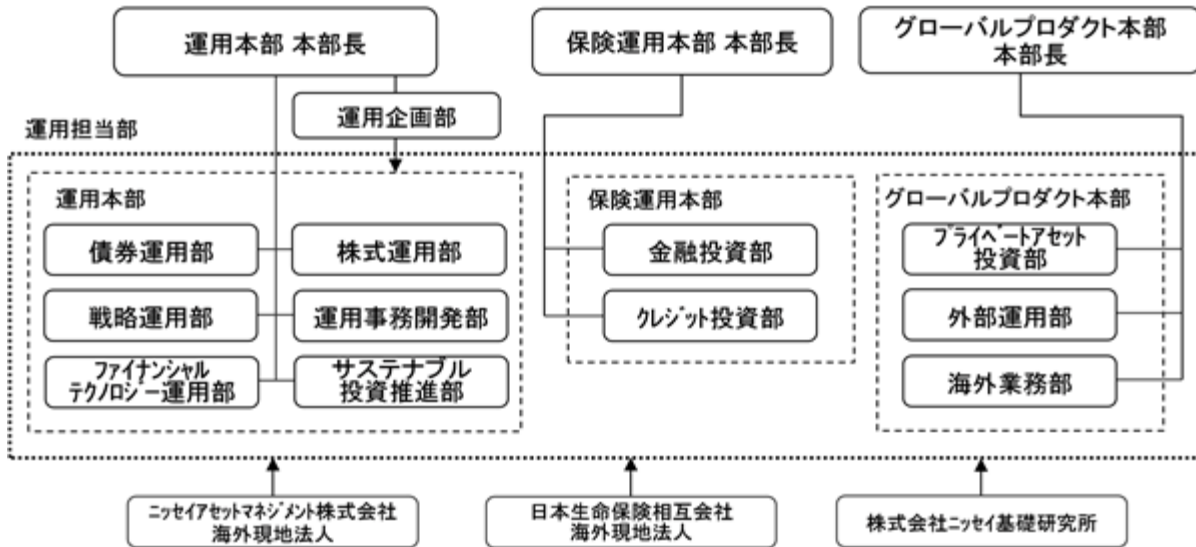 運用本部 本部長
保険運用本部 本部長
グローバルプロダクト本部
本部長
運用企画部
運用担当部
運用本部
債券運用部
株式運用部
戦略運用部
運用事務開発部
ファイナンシャル
テクノロジー運用部
サステナブル
投資推進部
保険運用本部
金融投資部
クレジット投資部
グローバルプロダクト本部
プライベートアセット
投資部
外部運用部
海外業務部
ニッセイアセットマネジメント株式会社
海外現地法人
日本生命保険相互会社
海外現地法人
株式会社ニッセイ基礎研究所